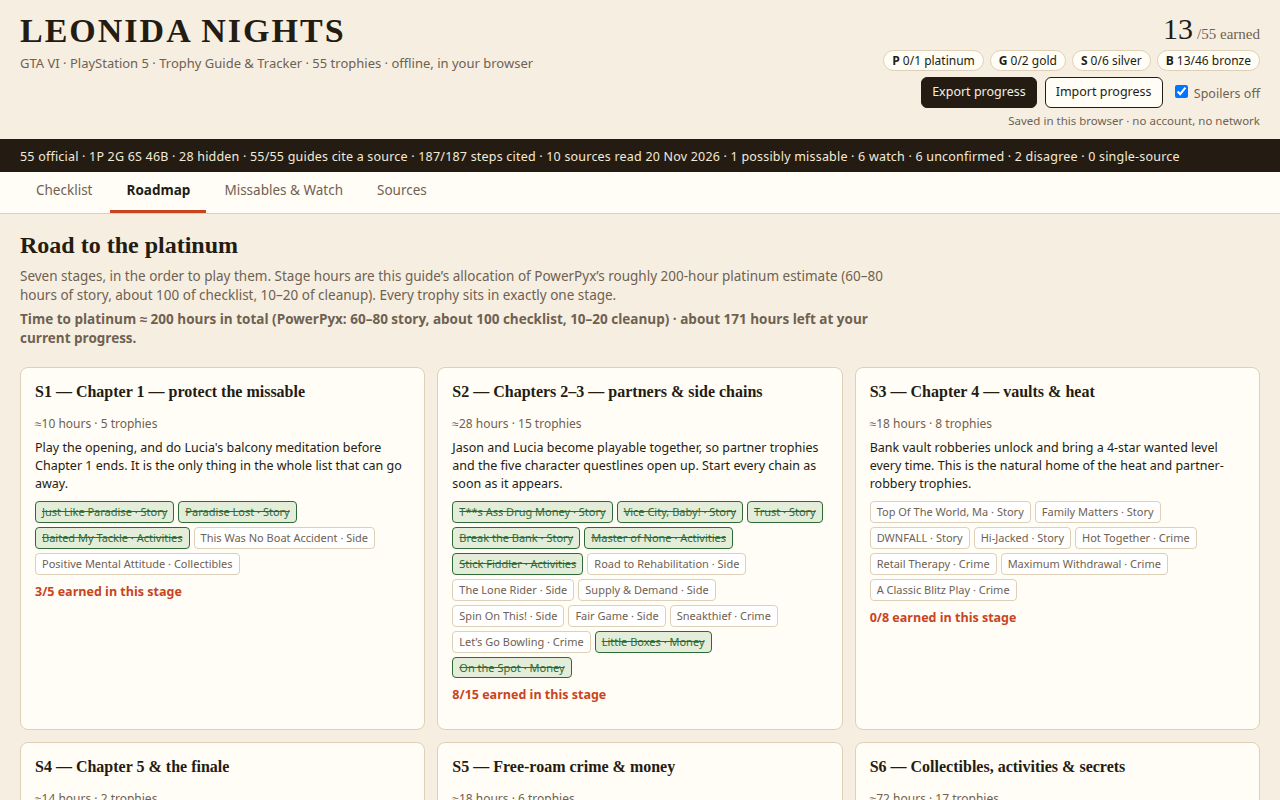 LEONIDA NIGHTS
GTA VI · PlayStation 5 · Trophy Guide & Tracker · 55 trophies · offline, in your browser
13 /55 earned
P 0/1 platinum
G 0/2 gold
S 0/6 silver
B 13/46 bronze
Export progress
Import progress
Spoilers off
Saved in this browser · no account, no network
55 official · 1P 2G 6S 46B · 28 hidden · 55/55 guides cite a source · 187/187 steps cited · 10 sources read 20 Nov 2026 · 1 possibly missable · 6 watch · 6 unconfirmed · 2 disagree · 0 single-source
Checklist
Roadmap
Missables & Watch
Sources
Road to the platinum
Seven stages, in the order to play them. Stage hours are this guide's allocation of PowerPyx's roughly 200-hour platinum estimate (60–80
hours of story, about 100 of checklist, 10–20 of cleanup). Every trophy sits in exactly one stage.
Time to platinum ≈ 200 hours in total (PowerPyx: 60–80 story, about 100 checklist, 10–20 cleanup) · about 171 hours left at your
current progress.
S1 — Chapter 1 — protect the missable
≈10 hours · 5 trophies
Play the opening, and do Lucia's balcony meditation before
Chapter 1 ends. It is the only thing in the whole list that can go
away.
Just Like Paradise · Story
Paradise Lost · Story
Baited My Tackle · Activities
This Was No Boat Accident · Side
Positive Mental Attitude · Collectibles
3/5 earned in this stage
S2 — Chapters 2–3 — partners & side chains
≈28 hours · 15 trophies
Jason and Lucia become playable together, so partner trophies
and the five character questlines open up. Start every chain as
soon as it appears.
T**s Ass Drug Money · Story
Vice City, Baby! · Story
Trust · Story
Break the Bank · Story
Master of None · Activities
Stick Fiddler · Activities
Road to Rehabilitation · Side
The Lone Rider · Side
Supply & Demand · Side
Spin On This! · Side
Fair Game · Side
Sneakthief · Crime
Let's Go Bowling · Crime
Little Boxes · Money
On the Spot · Money
8/15 earned in this stage
S3 — Chapter 4 — vaults & heat
≈18 hours · 8 trophies
Bank vault robberies unlock and bring a 4-star wanted level
every time. This is the natural home of the heat and partner-
robbery trophies.
Top Of The World, Ma · Story
Family Matters · Story
DWNFALL · Story
Hi-Jacked · Story
Hot Together · Crime
Retail Therapy · Crime
Maximum Withdrawal · Crime
A Classic Blitz Play · Crime
0/8 earned in this stage
S4 — Chapter 5 & the finale
≈14 hours · 2 trophies
S5 — Free-roam crime & money
≈18 hours · 6 trophies
S6 — Collectibles, activities & secrets
≈72 hours · 17 trophies